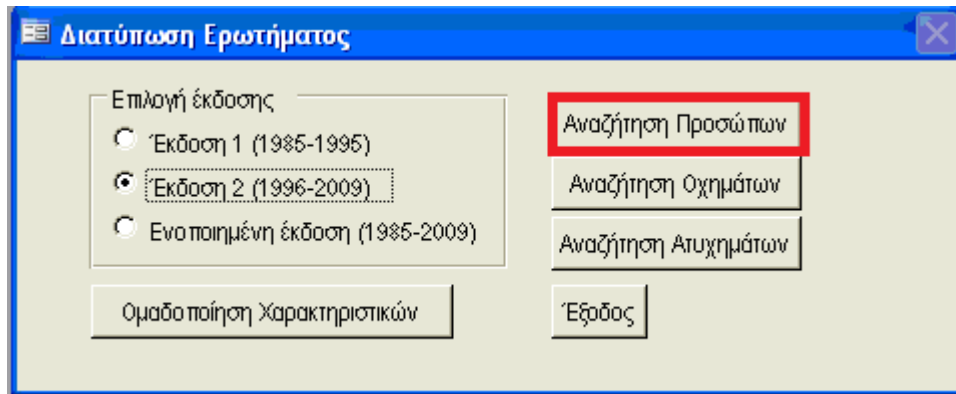 Διατύπωση Ερωτήματος
Επιλογή έκδοσης
Έκδοση 1 (1985-1995)
Έκδοση 2 (1996-2009)
Ενοποιημένη έκδοση (1985-2009)
Ομαδοποίηση Χαρακτηριστικών
Αναζήτηση Προσώπων
Αναζήτηση Οχημάτων
Αναζήτηση Ατυχημάτων
Έξοδος